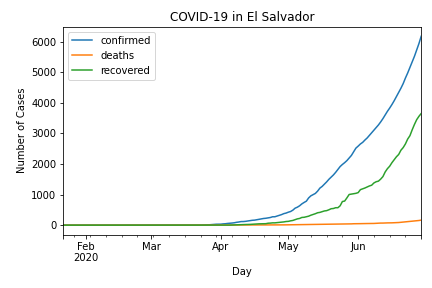 COVID-19 in El Salvador
confirmed
deaths
recovered
Number of Cases
6000
5000
4000
3000
2000
1000
0
Feb
2020
Mar
Apr
May
Jun
Day